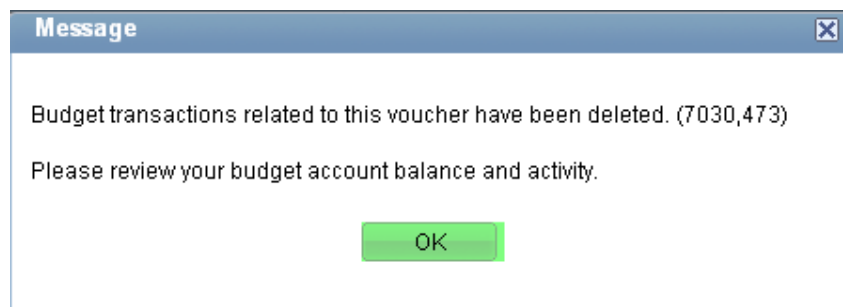 Message
Budget transactions related to this voucher have been deleted. (7030,473)
Please review your budget account balance and activity.
OK